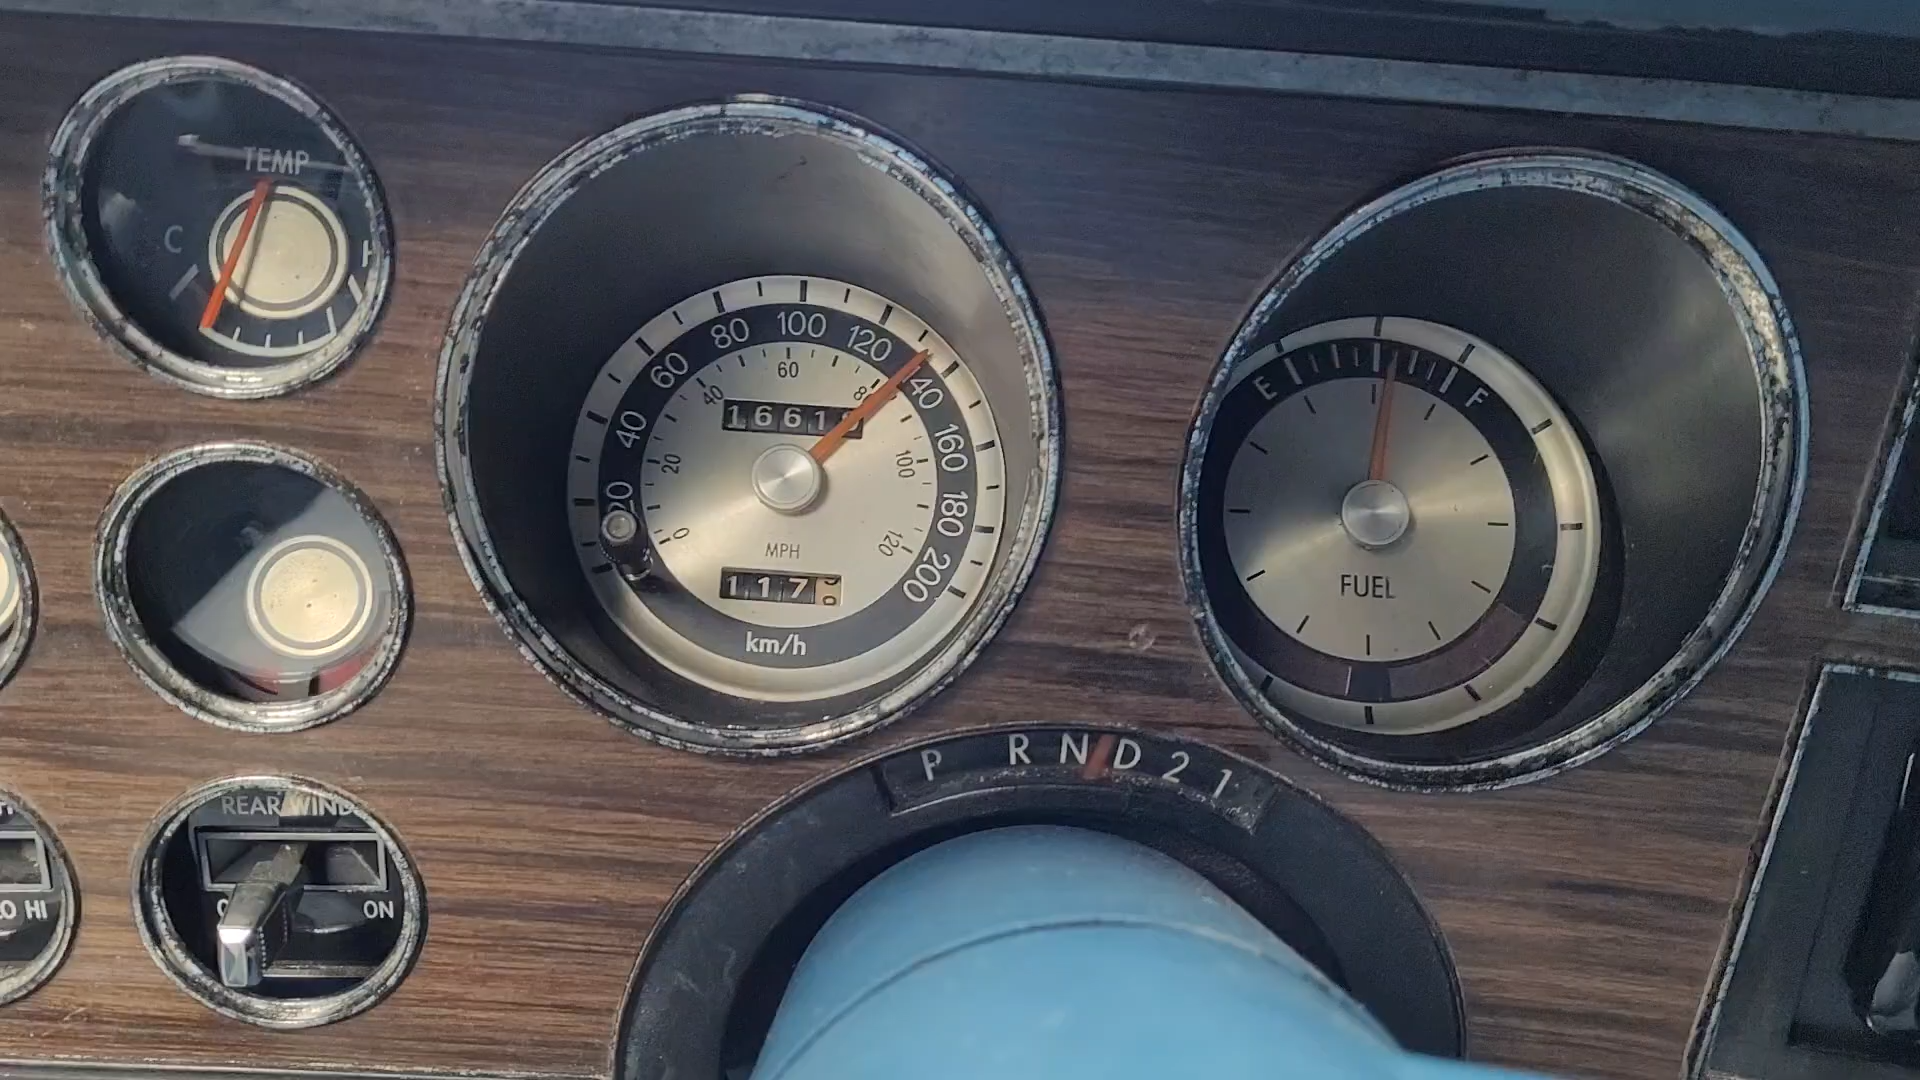 TEMP
C H
20 40 60 80 100 120 40 160 180 200
0 20 40 60 100 120
1661
MPH
117
km/h
E F
FUEL
P R N D 2 1
REAR WIND
ON
HI